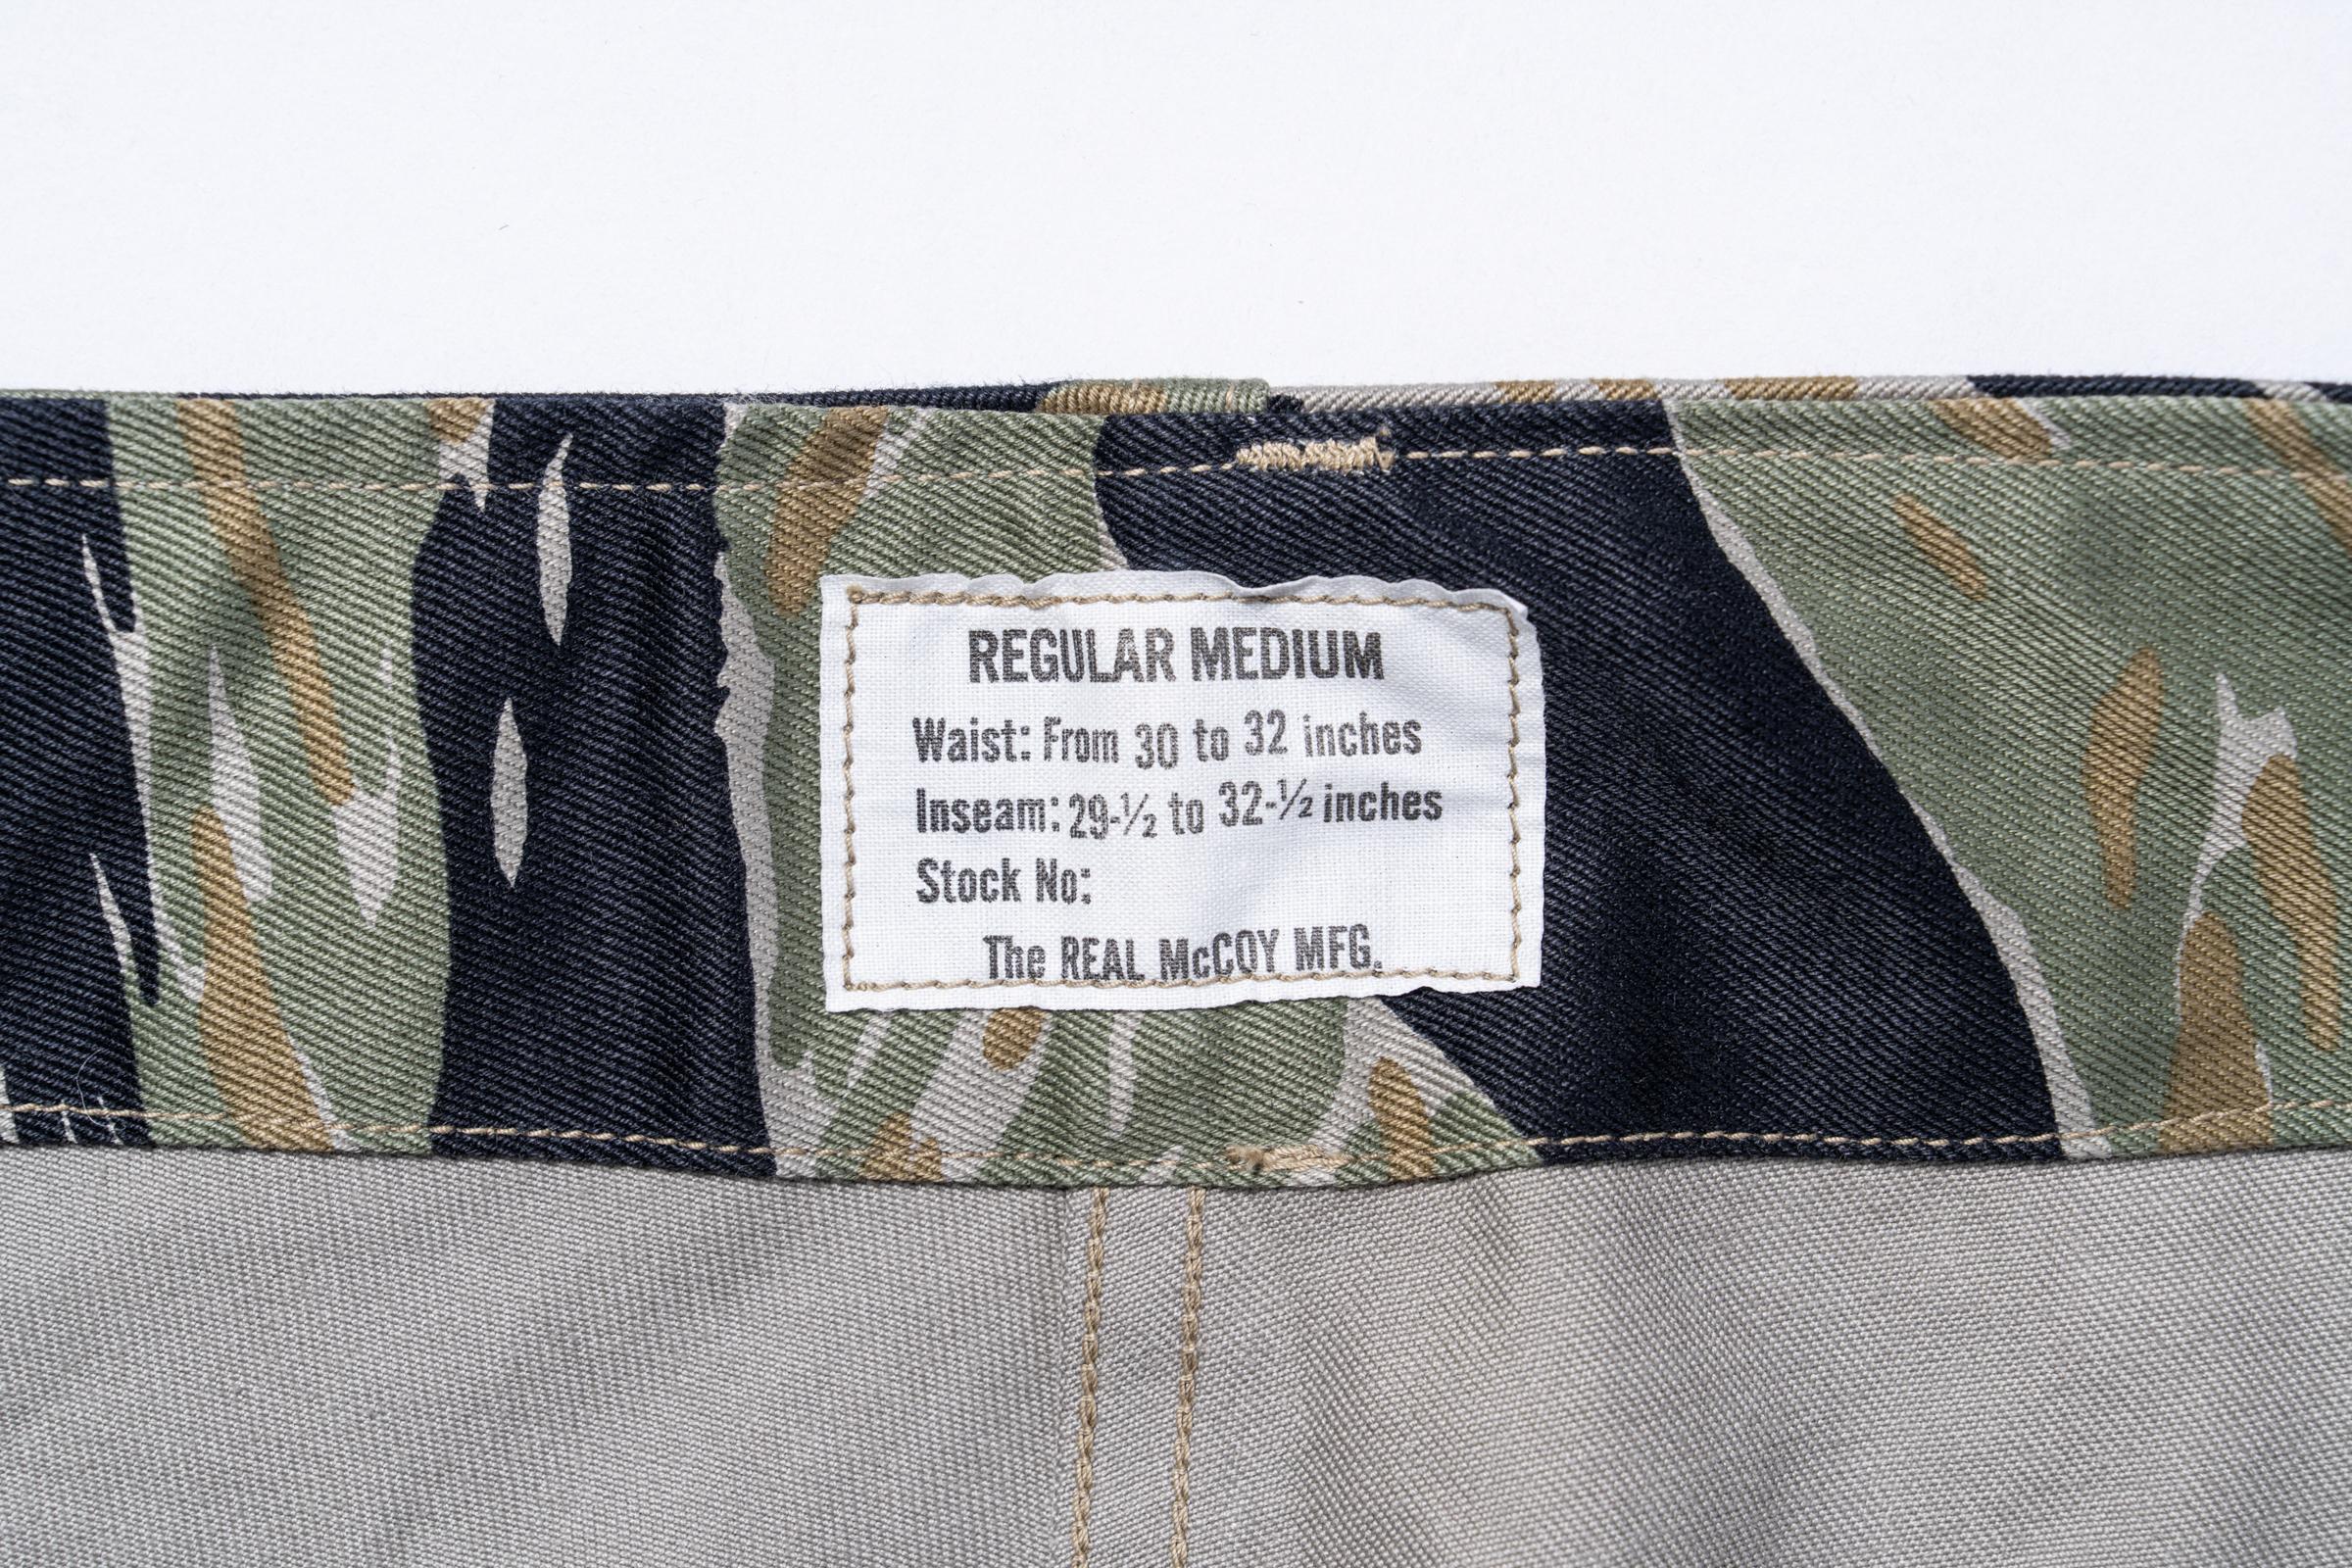 REGULAR MEDIUM
Waist: From 30 to 32 inches
Inseam: 29-½ to 32-½ inches
Stock No:
The REAL McCOY MFG.